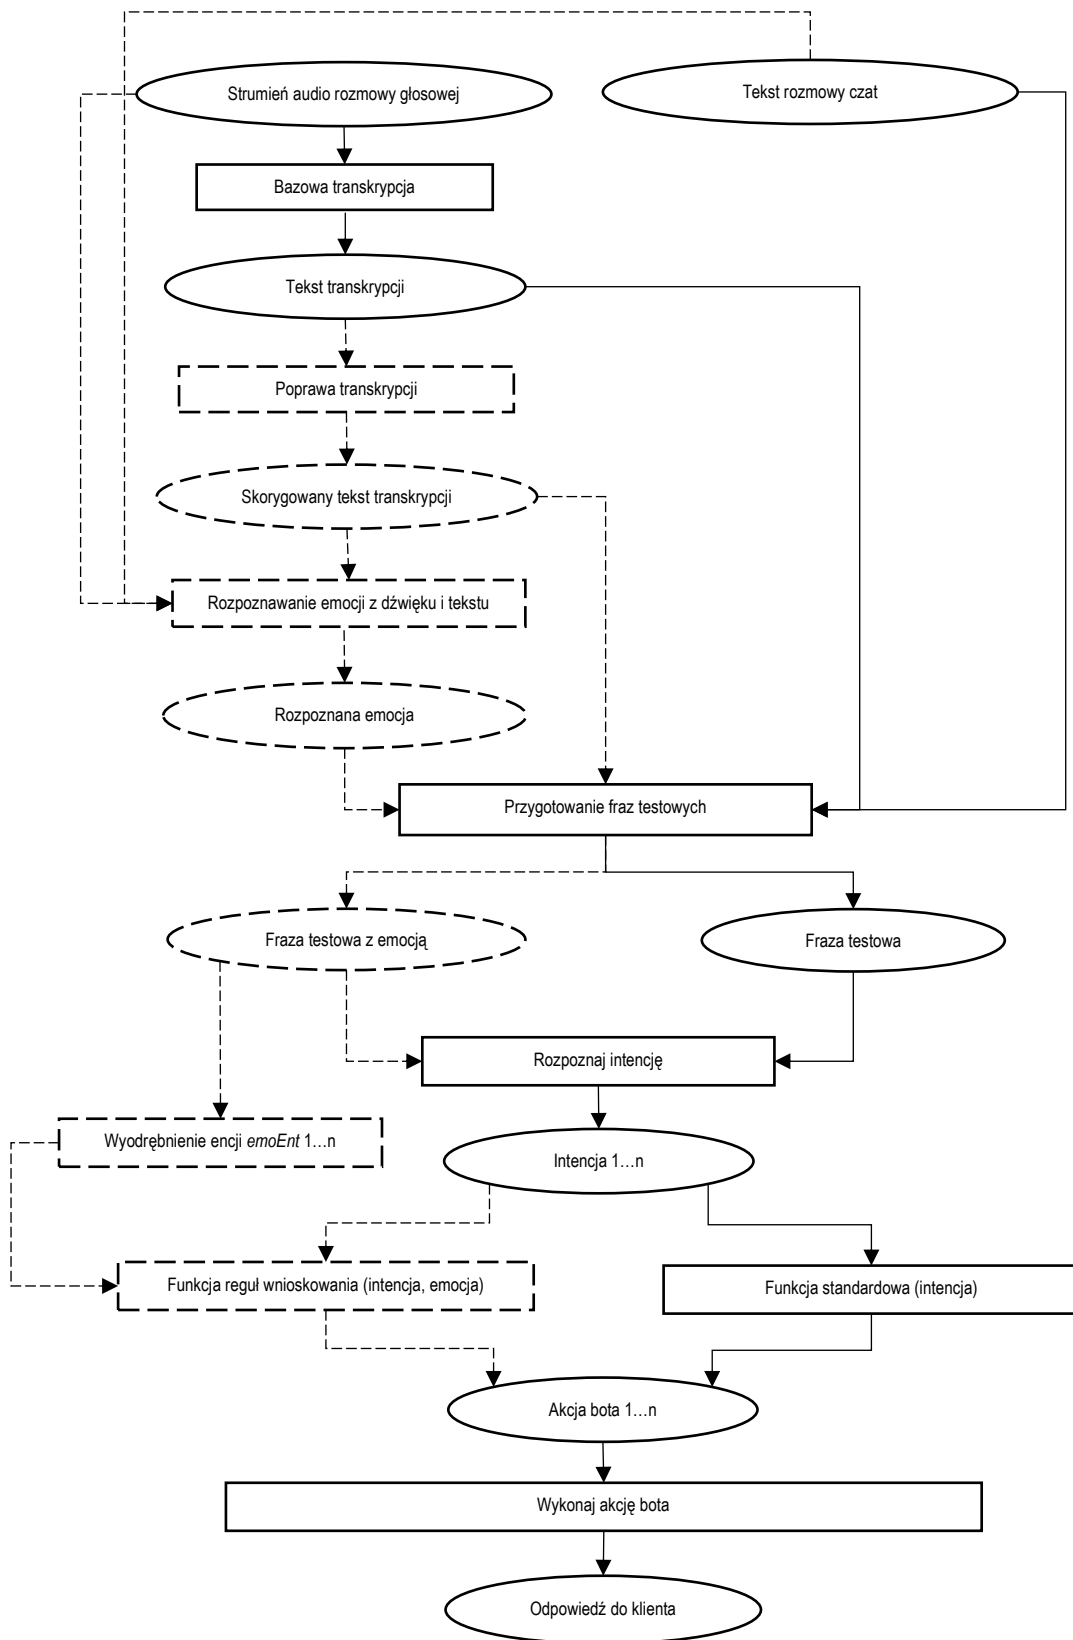 Strumień audio rozmowy głosowej
Tekst rozmowy czat
Bazowa transkrypcja
Tekst transkrypcji
Poprawa transkrypcji
Skorygowany tekst transkrypcji
Rozpoznawanie emocji z dźwięku i tekstu
Rozpoznana emocja
Przygotowanie fraz testowych
Fraza testowa z emocją
Fraza testowa
Rozpoznaj intencję
Wyodrębnienie encji emoEnt 1…n
Intencja 1…n
Funkcja reguł wnioskowania (intencja, emocja)
Funkcja standardowa (intencja)
Akcja bota 1…n
Wykonaj akcję bota
Odpowiedź do klienta